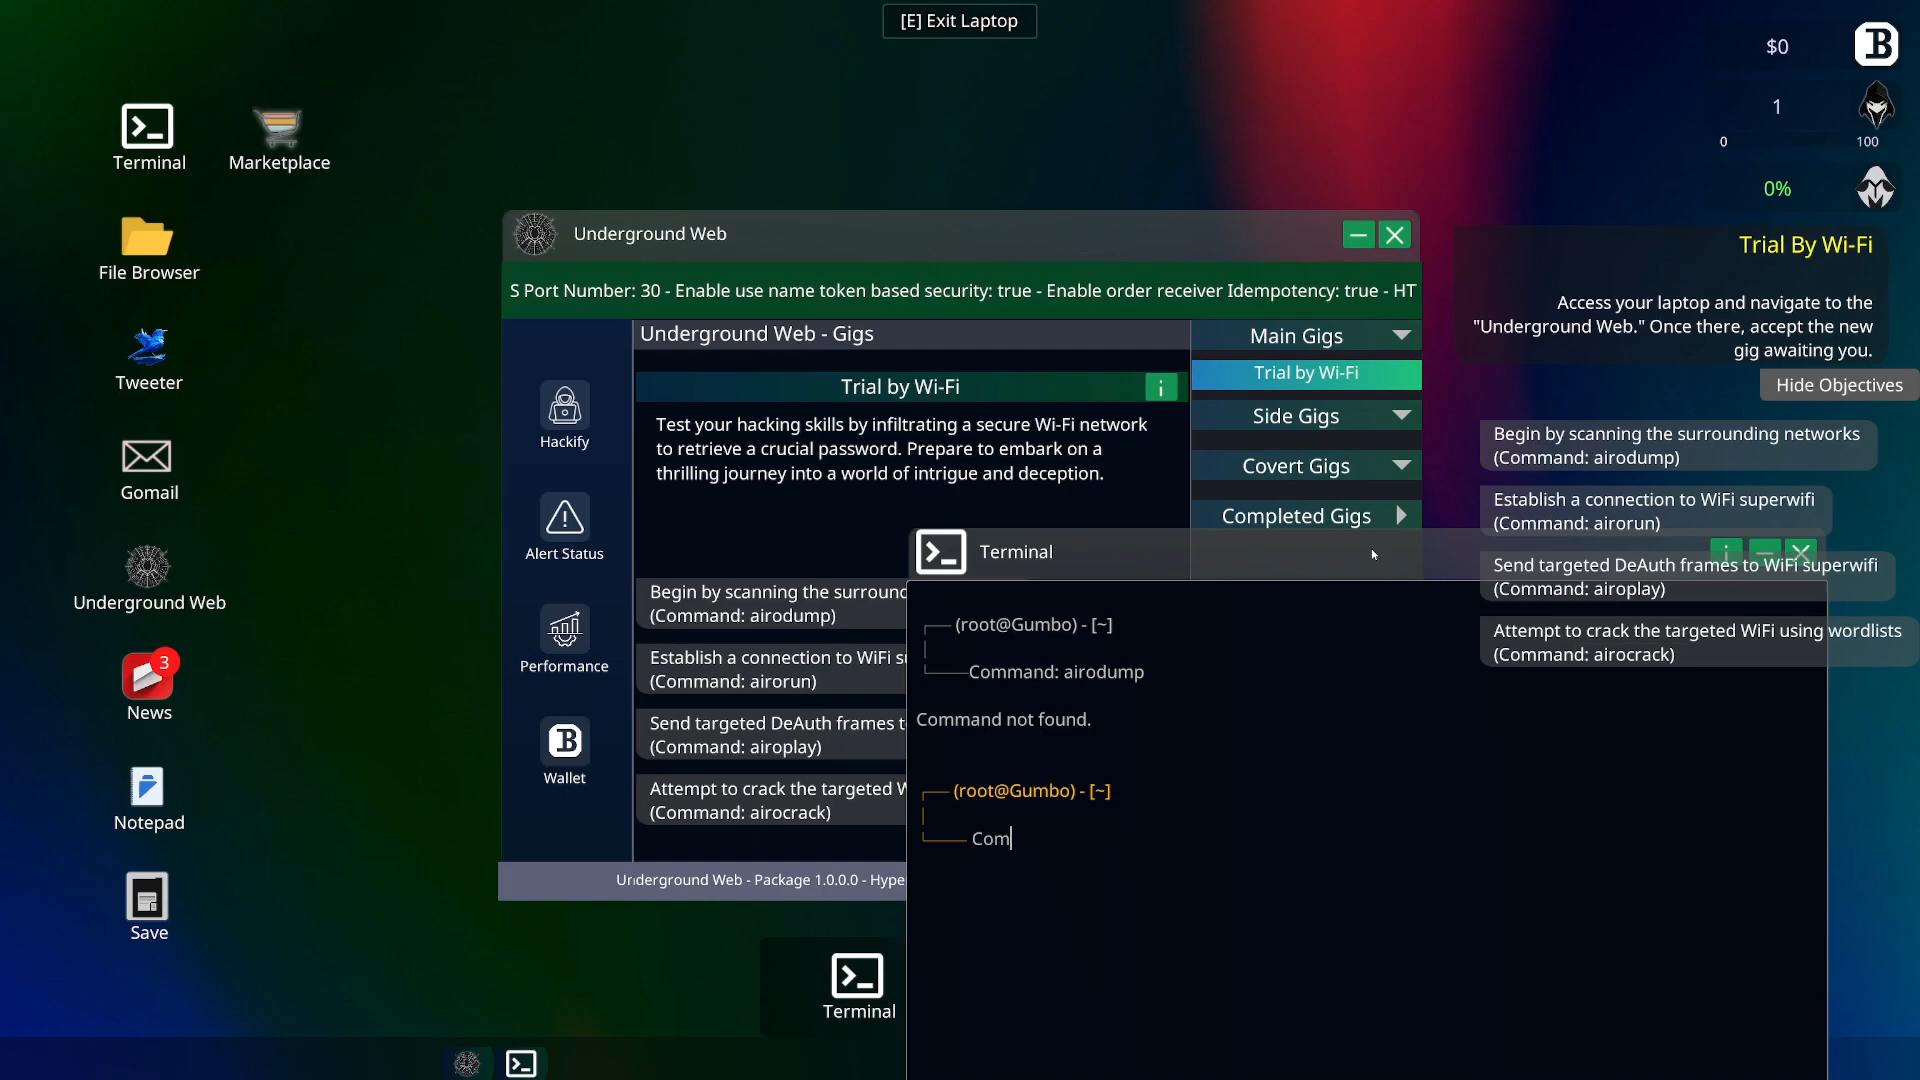 [E] Exit Laptop
$0
B
1
0 100
0%
Terminal
Marketplace
File Browser
Tweeter
Gomail
Underground Web
3
News
Notepad
Save
Underground Web
S Port Number: 30 - Enable use name token based security: true - Enable order receiver Idempotency: true - HT
Hackify
Alert Status
Performance
B
Wallet
Underground Web - Gigs
Trial by Wi-Fi
i
Test your hacking skills by infiltrating a secure Wi-Fi network
to retrieve a crucial password. Prepare to embark on a
thrilling journey into a world of intrigue and deception.
Begin by scanning the surround
(Command: airodump)
Establish a connection to WiFi su
(Command: airorun)
Send targeted DeAuth frames to
(Command: airoplay)
Attempt to crack the targeted W
(Command: airocrack)
Underground Web - Package 1.0.0.0 - Hype
Main Gigs
Trial by Wi-Fi
Side Gigs
Covert Gigs
Completed Gigs
Terminal
i
(root@Gumbo) - [~]
Command: airodump
Command not found.
(root@Gumbo) - [~]
Com
Terminal
Trial By Wi-Fi
Access your laptop and navigate to the
"Underground Web." Once there, accept the new
gig awaiting you.
Hide Objectives
Begin by scanning the surrounding networks
(Command: airodump)
Establish a connection to WiFi superwifi
(Command: airorun)
Send targeted DeAuth frames to WiFi superwifi
(Command: airoplay)
Attempt to crack the targeted WiFi using wordlists
(Command: airocrack)